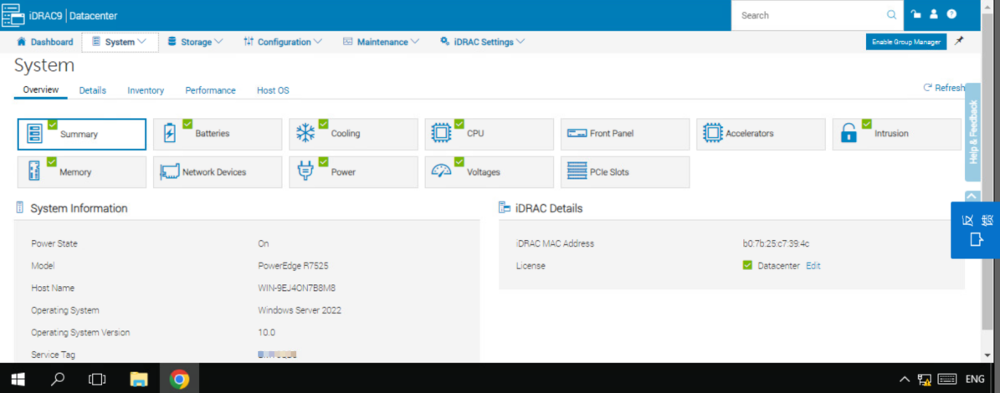 iDRAC9 | Datacenter
Search
Dashboard System Storage Configuration Maintenance iDRAC Settings
Enable Group Manager
System
Overview Details Inventory Performance Host OS
Refresh
Summary Batteries Cooling CPU Front Panel Accelerators Intrusion
Memory Network Devices Power Voltages PCIe Slots
Help & Feedback
System Information
Power State On
Model PowerEdge R7525
Host Name WIN-9EJ4ON7B8M8
Operating System Windows Server 2022
Operating System Version 10.0
Service Tag
iDRAC Details
iDRAC MAC Address b0:7b:25:c7:39:4c
License Datacenter Edit
ENG